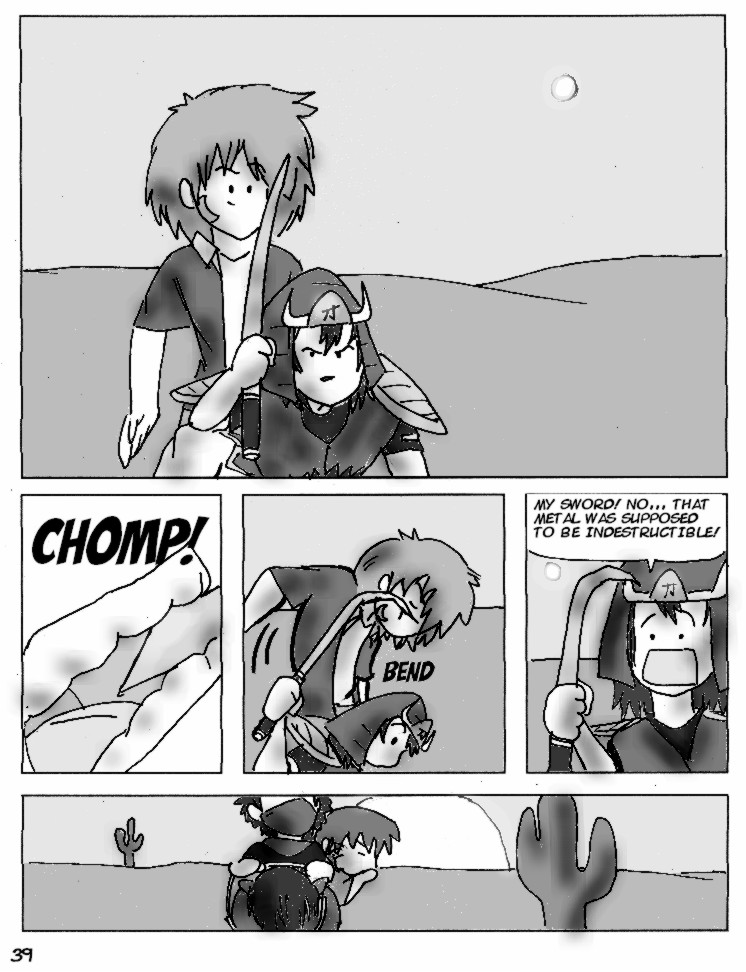 CHOMP!
BEND
MY SWORD! NO... THAT
METAL WAS SUPPOSED
TO BE INDESTRUCTIBLE!
39